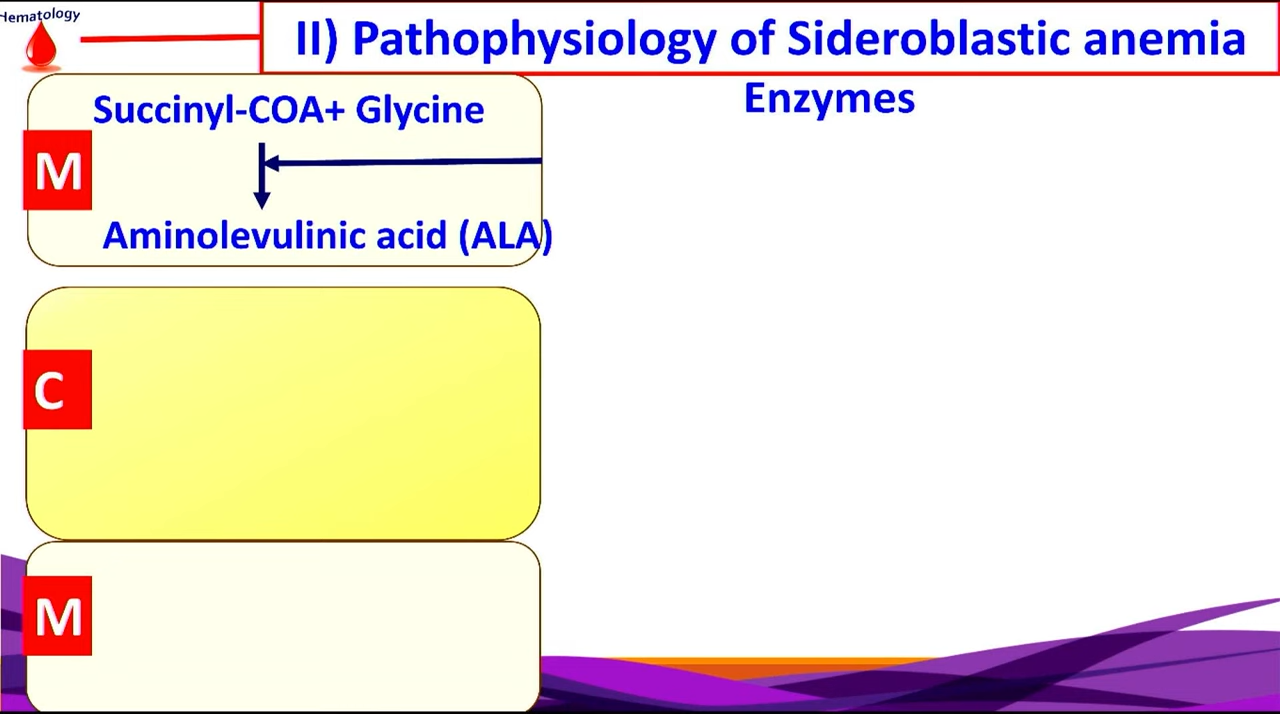 Hematology
II) Pathophysiology of Sideroblastic anemia
Enzymes
Succinyl-COA+ Glycine
M
Aminolevulinic acid (ALA)
C
M